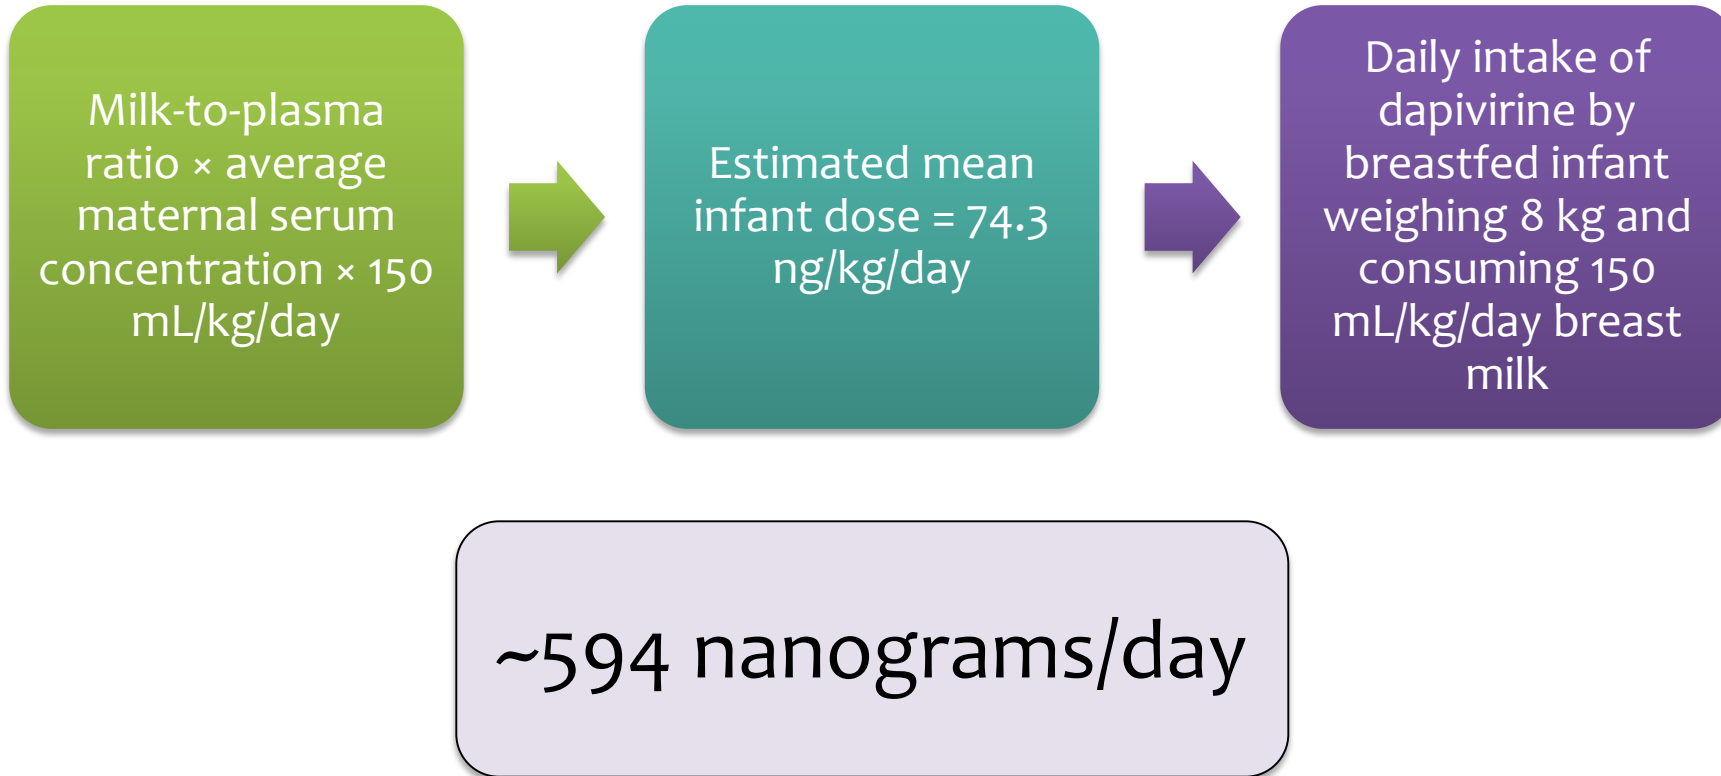 Milk-to-plasma
ratio × average
maternal serum
concentration × 150
mL/kg/day
Estimated mean
infant dose = 74.3
ng/kg/day
Daily intake of
dapivirine by
breastfed infant
weighing 8 kg and
consuming 150
mL/kg/day breast
milk
~594 nanograms/day